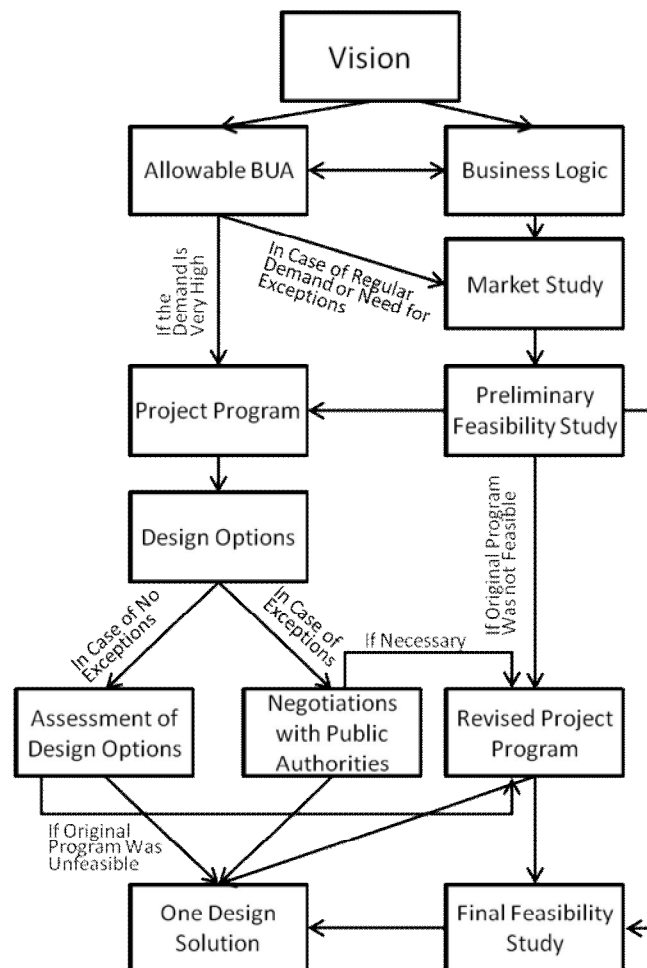 Vision
Allowable BUA
Business Logic
If the
Demand Is
Very High
In Case of Regular
Demand or Need for
Exceptions
Market Study
Project Program
Preliminary
Feasibility Study
Design Options
If Original Program
Was not Feasible
In Case of No
Exceptions
In Case of
Exceptions
If Necessary
Assessment of
Design Options
Negotiations
with Public
Authorities
Revised Project
Program
If Original
Program Was
Unfeasible
One Design
Solution
Final Feasibility
Study